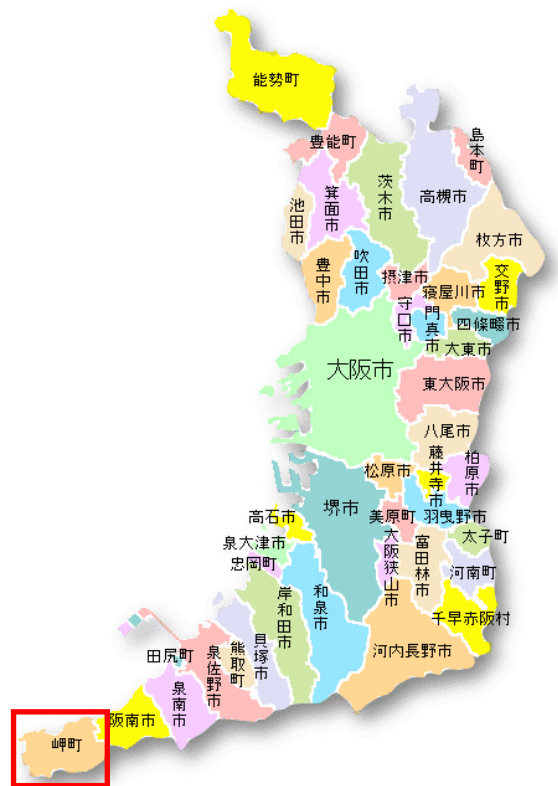 能勢町
豊能町
島本町
茨木市
高槻市
箕面市
池田市
枚方市
吹田市
豊中市
摂津市
交野市
寝屋川市
守口市
門真市
四條畷市
大東市
大阪市
東大阪市
八尾市
藤井寺市
柏原市
松原市
堺市
高石市
美原町
羽曳野市
泉大津市
太子町
大阪狭山市
富田林市
忠岡町
河南町
和泉市
岸和田市
千早赤阪村
貝塚市
熊取町
泉佐野市
田尻町
河内長野市
泉南市
阪南市
岬町